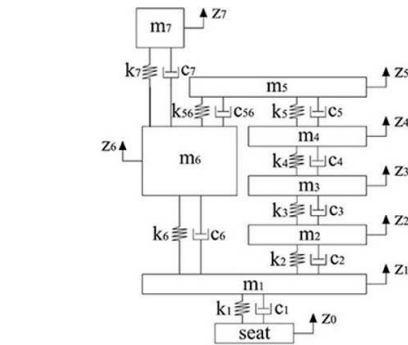 m7 z7
k7 c7 z5
m5
k56 c56 k5 c5 z4
m4
z6 m6 k4 c4 z3
m3
k3 c3 z2
k6 c6 m2
k2 c2 z1
m1
k1 c1 z0
seat